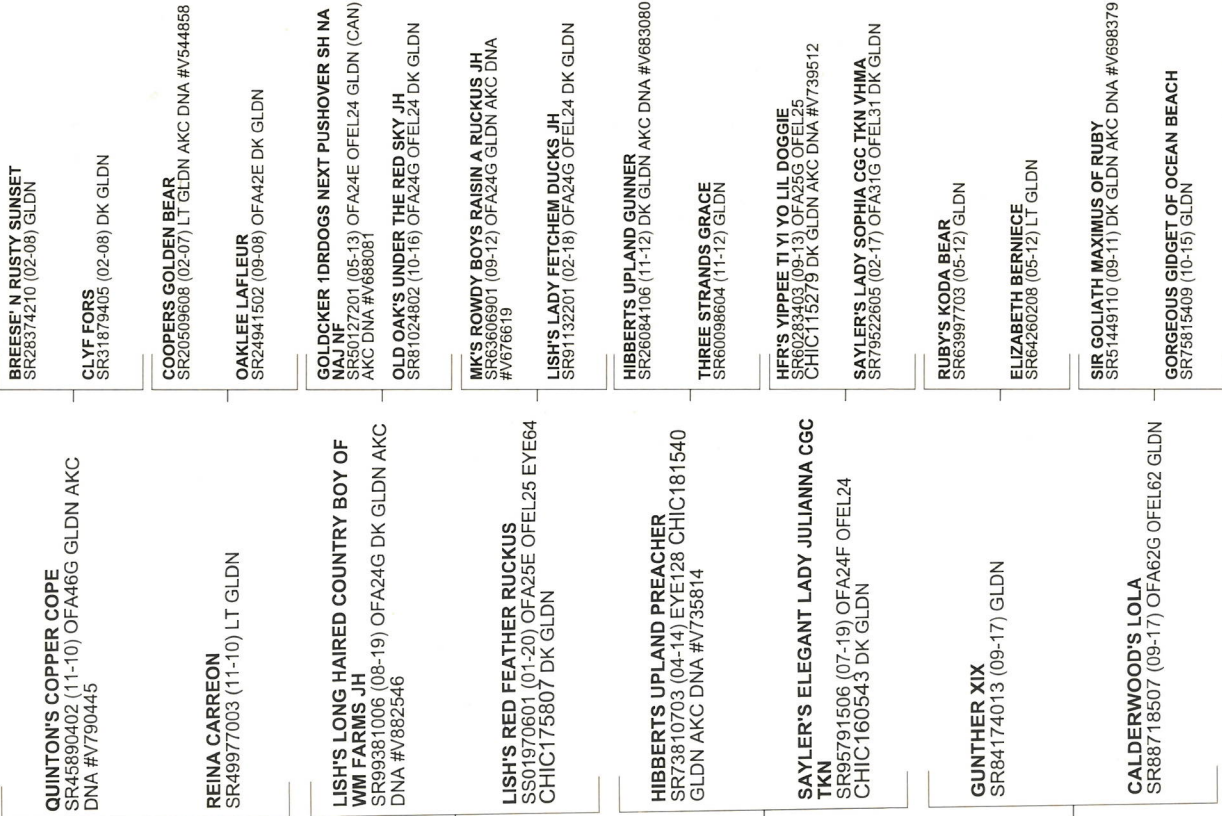 BREESE' N RUSTY SUNSET
SR28374210 (02-08) GLDN
CLYF FORS
SR31879405 (02-08) DK GLDN
COOPERS GOLDEN BEAR
SR20509608 (02-07) LT GLDN AKC DNA #V544858
OAKLEE LAFLEUR
SR24941502 (09-08) OFA42E DK GLDN
GOLDCKER 1DRDOGS NEXT PUSHOVER SH NA
NAJ NF
SR50127201 (05-13) OFA24E OFEL24 GLDN (CAN)
AKC DNA #V688081
OLD OAK'S UNDER THE RED SKY JH
SR81024802 (10-16) OFA24G OFEL24 DK GLDN
MK'S ROWDY BOYS RAISIN A RUCKUS JH
SR63606901 (09-12) OFA24G GLDN AKC DNA
#V676619
LISH'S LADY FETCHEM DUCKS JH
SR91132201 (02-18) OFA24G OFEL24 DK GLDN
HIBBERTS UPLAND GUNNER
SR26084106 (11-12) DK GLDN AKC DNA #V683080
THREE STRANDS GRACE
SR60098604 (11-12) GLDN
HFR'S YIPPEE TI YI YO LIL DOGGIE
SR60283403 (09-13) OFA25G OFEL25
CHIC115279 DK GLDN AKC DNA #V739512
SAYLER'S LADY SOPHIA CGC TKN VHMA
SR79522605 (02-17) OFA31G OFEL31 DK GLDN
RUBY'S KODA BEAR
SR63997703 (05-12) GLDN
ELIZABETH BERNIECE
SR64260208 (05-12) LT GLDN
SIR GOLIATH MAXIMUS OF RUBY
SR51449110 (09-11) DK GLDN AKC DNA #V698379
GORGEOUS GIDGET OF OCEAN BEACH
SR75815409 (10-15) GLDN
QUINTON'S COPPER COPE
SR45890402 (11-10) OFA46G GLDN AKC
DNA #V790445
REINA CARREON
SR49977003 (11-10) LT GLDN
LISH'S LONG HAIRED COUNTRY BOY OF
WM FARMS JH
SR99381006 (08-19) OFA24G DK GLDN AKC
DNA #V882546
LISH'S RED FEATHER RUCKUS
SS01970601 (01-20) OFA25E OFEL25 EYE64
CHIC175807 DK GLDN
HIBBERTS UPLAND PREACHER
SR73810703 (04-14) EYE128 CHIC181540
GLDN AKC DNA #V735814
SAYLER'S ELEGANT LADY JULIANNA CGC
TKN
SR95791506 (07-19) OFA24F OFEL24
CHIC160543 DK GLDN
GUNTHER XIX
SR84174013 (09-17) GLDN
CALDERWOOD'S LOLA
SR88718507 (09-17) OFA62G OFEL62 GLDN